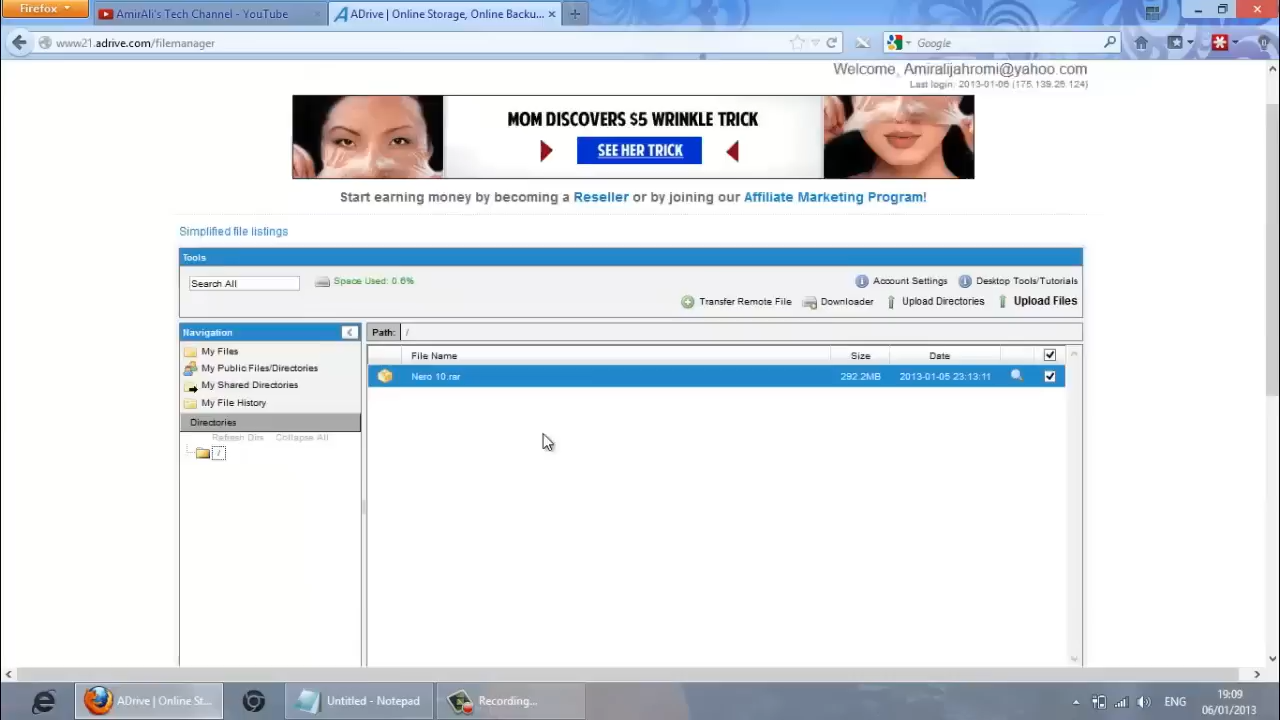 Firefox
AmirAli's Tech Channel - YouTube
ADrive | Online Storage, Online Backu...
www21.adrive.com/filemanager
Google
Welcome, Amiralijahromi@yahoo.com
MOM DISCOVERS $5 WRINKLE TRICK
SEE HER TRICK
Start earning money by becoming a Reseller or by joining our Affiliate Marketing Program!
Simplified file listings
Tools
Search All
Space Used: 0.6%
Account Settings
Desktop Tools/Tutorials
Transfer Remote File
Downloader
Upload Directories
Upload Files
Navigation
Path: /
My Files
My Public Files/Directories
My Shared Directories
My File History
Directories
Refresh Dirs
Collapse All
/
File Name
Size
Date
Nero 10.rar
292.2MB
2013-01-05 23:13:11
ADrive | Online St...
Untitled - Notepad
Recording...
ENG
19:09
06/01/2013